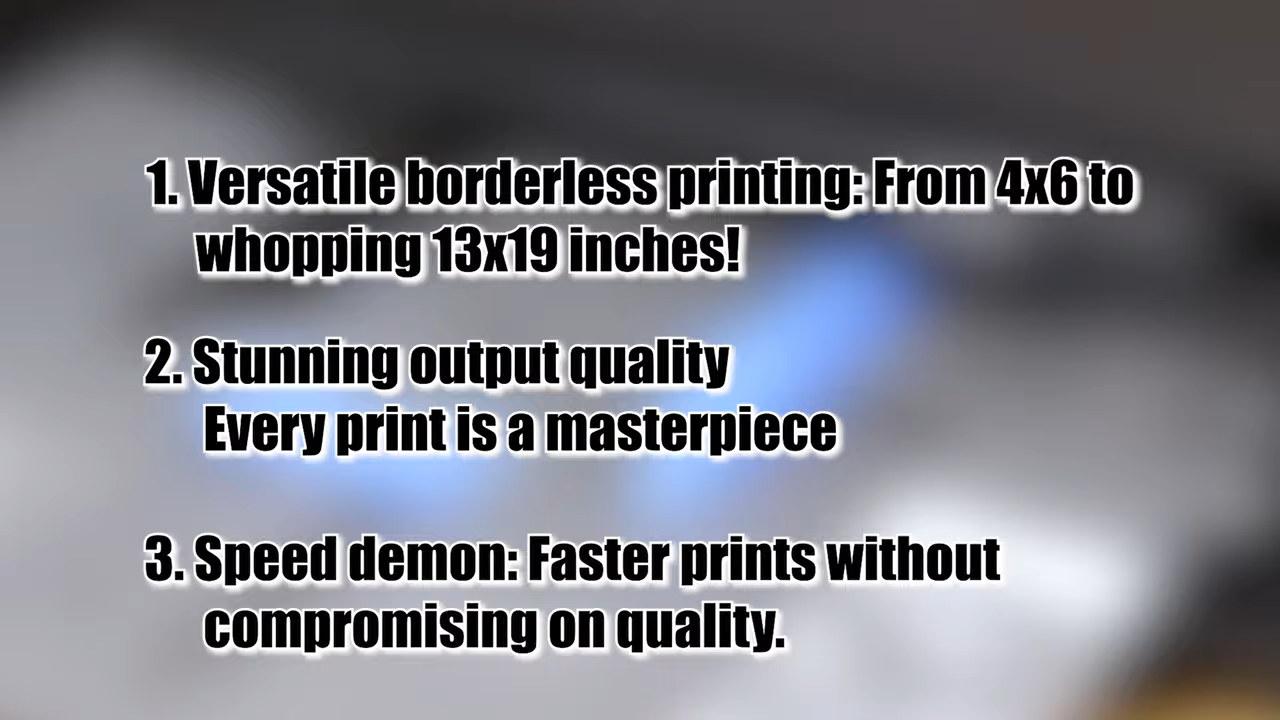 1. Versatile borderless printing: From 4x6 to
whopping 13x19 inches!
2. Stunning output quality
Every print is a masterpiece
3. Speed demon: Faster prints without
compromising on quality.